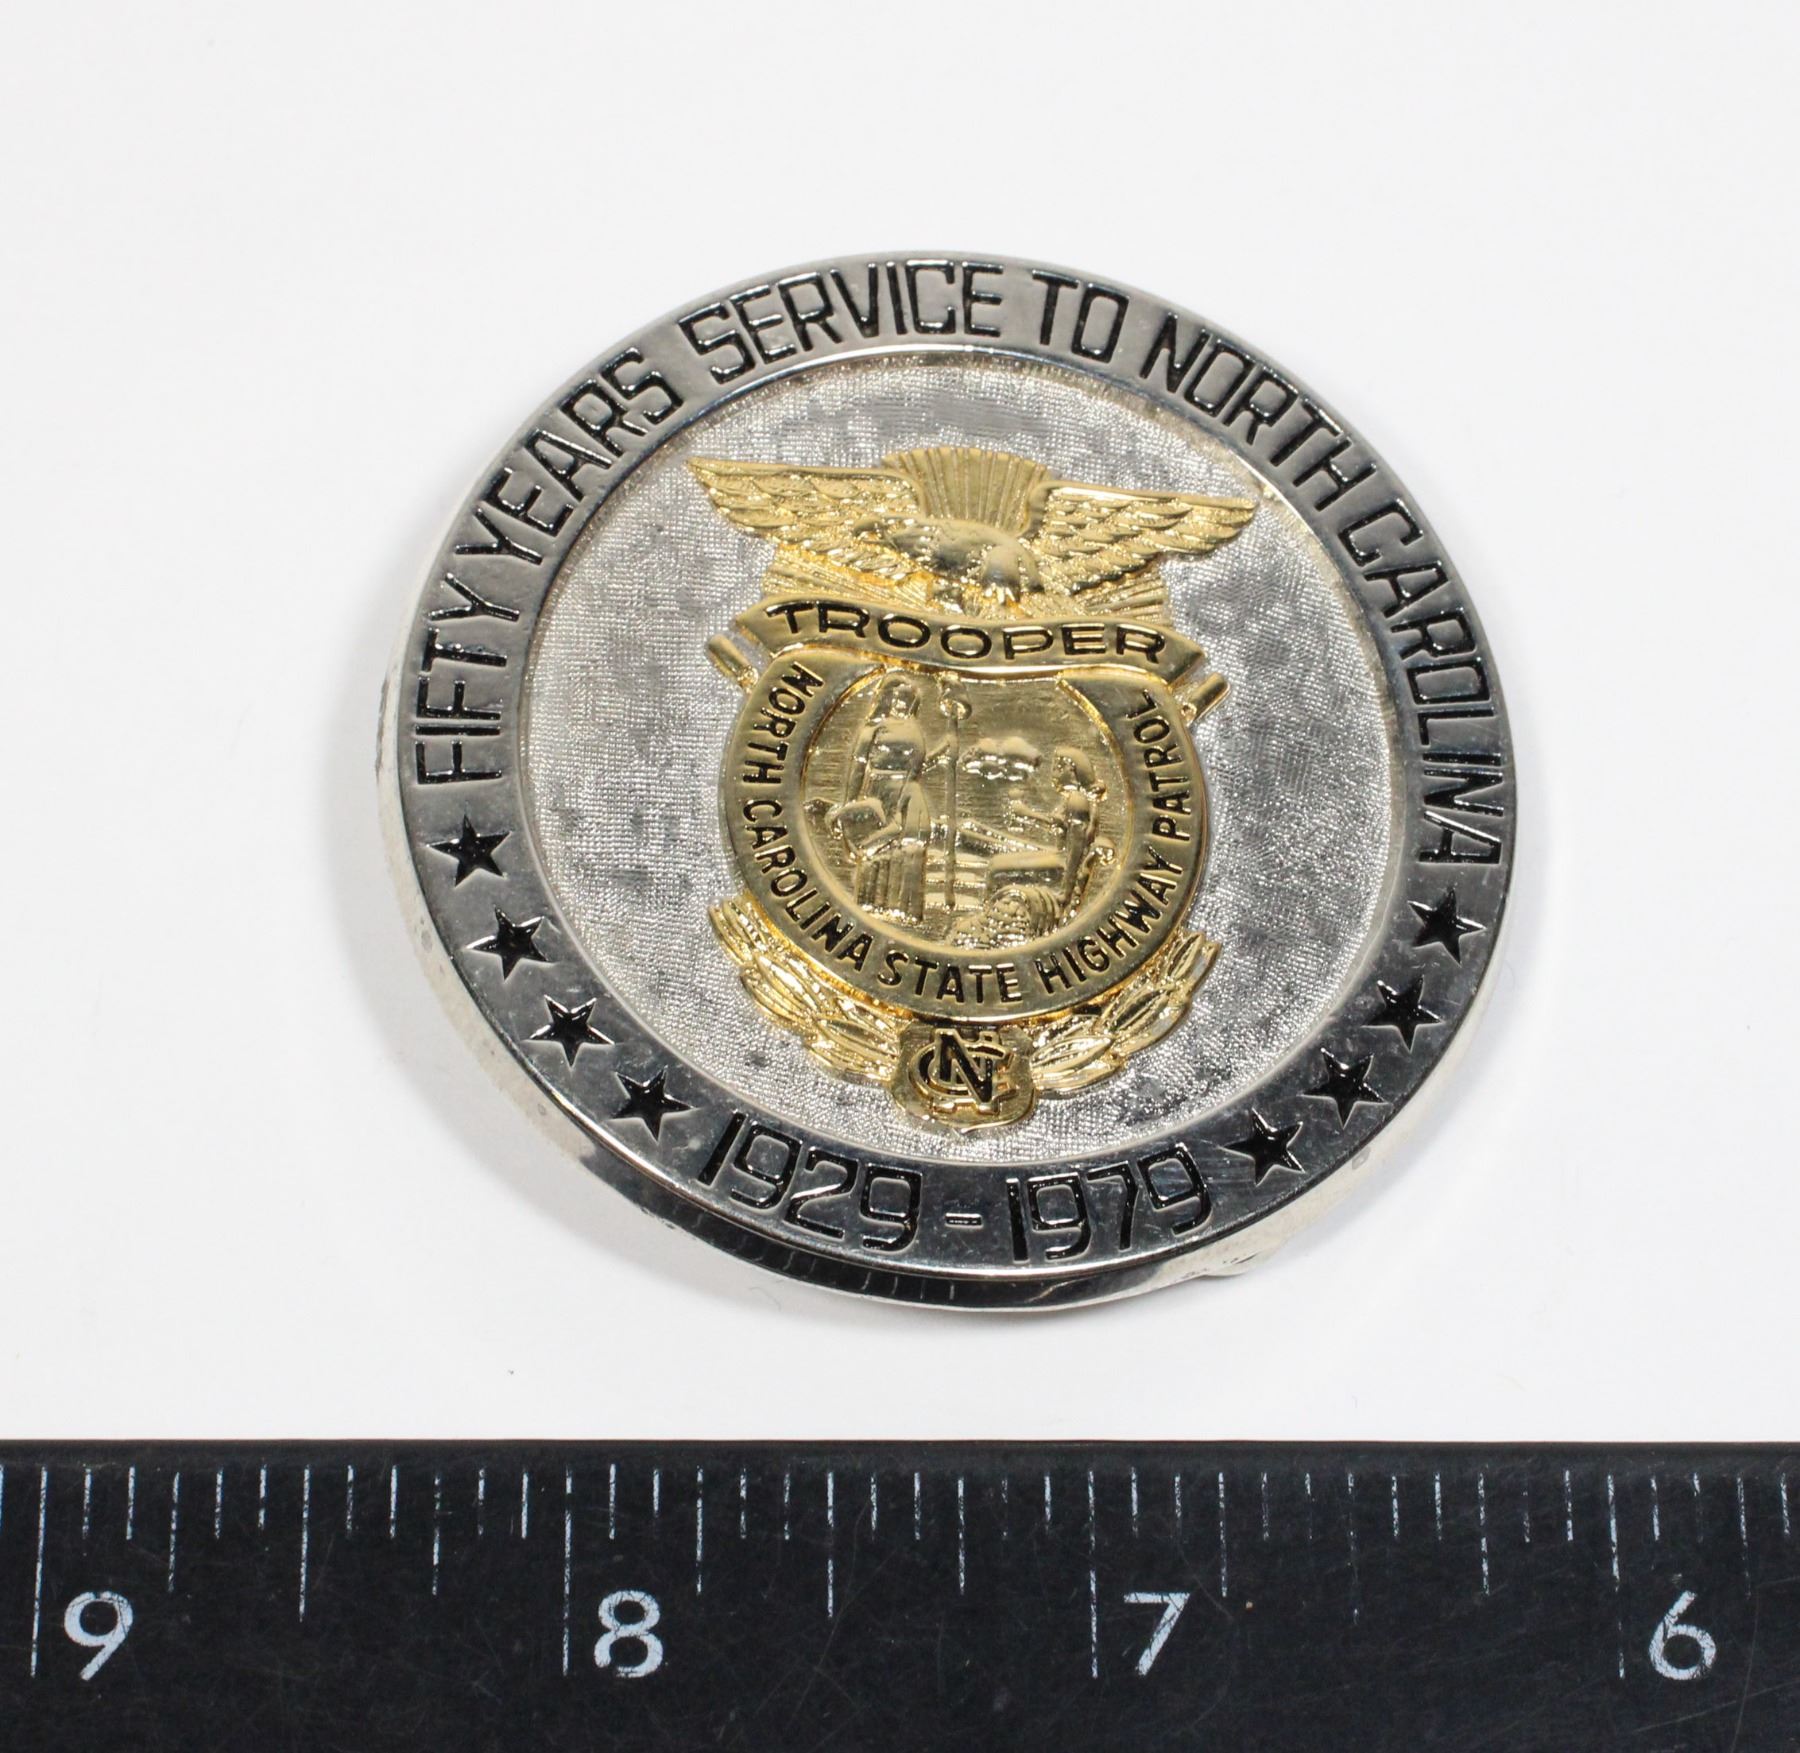 FIFTY YEARS SERVICE TO NORTH CAROLINA
TROOPER
NORTH CAROLINA STATE HIGHWAY PATROL
NC
1929 - 1979
9 8 7 6